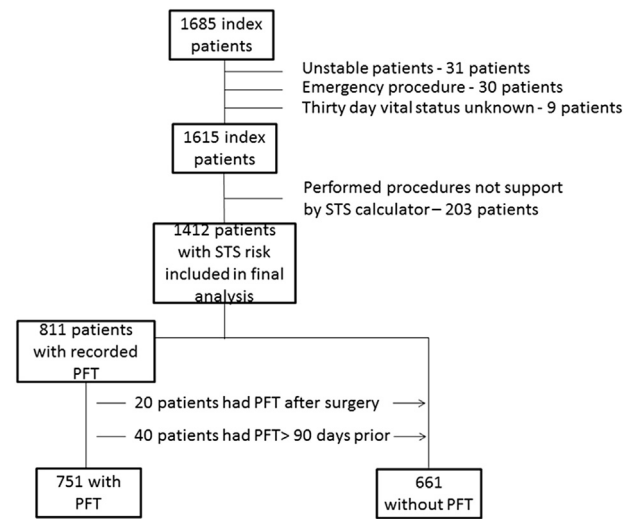 1685 index
patients
Unstable patients - 31 patients
Emergency procedure - 30 patients
Thirty day vital status unknown - 9 patients
1615 index
patients
Performed procedures not support
by STS calculator – 203 patients
1412 patients
with STS risk
included in final
analysis
811 patients
with recorded
PFT
20 patients had PFT after surgery
40 patients had PFT> 90 days prior
751 with
PFT
661
without PFT